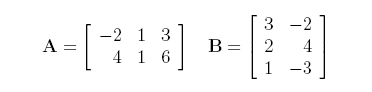 A = [ −2 1 3 ] B = [ 3 −2 ]
[ 4 1 6 ] [ 2 4 ]
[ 1 −3 ]